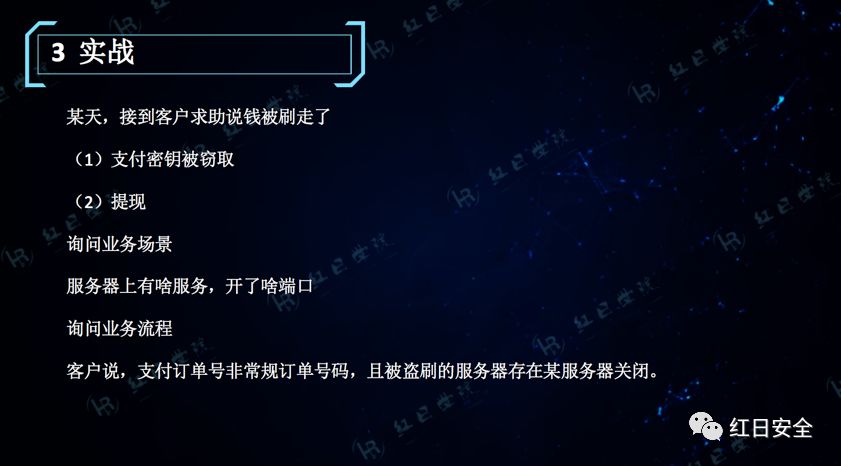 3 实战
某天，接到客户求助说钱被刷走了
（1）支付密钥被窃取
（2）提现
询问业务场景
服务器上有啥服务，开了啥端口
询问业务流程
客户说，支付订单号非常规订单号码，且被盗刷的服务器存在某服务器关闭。
红日安全
红日学院